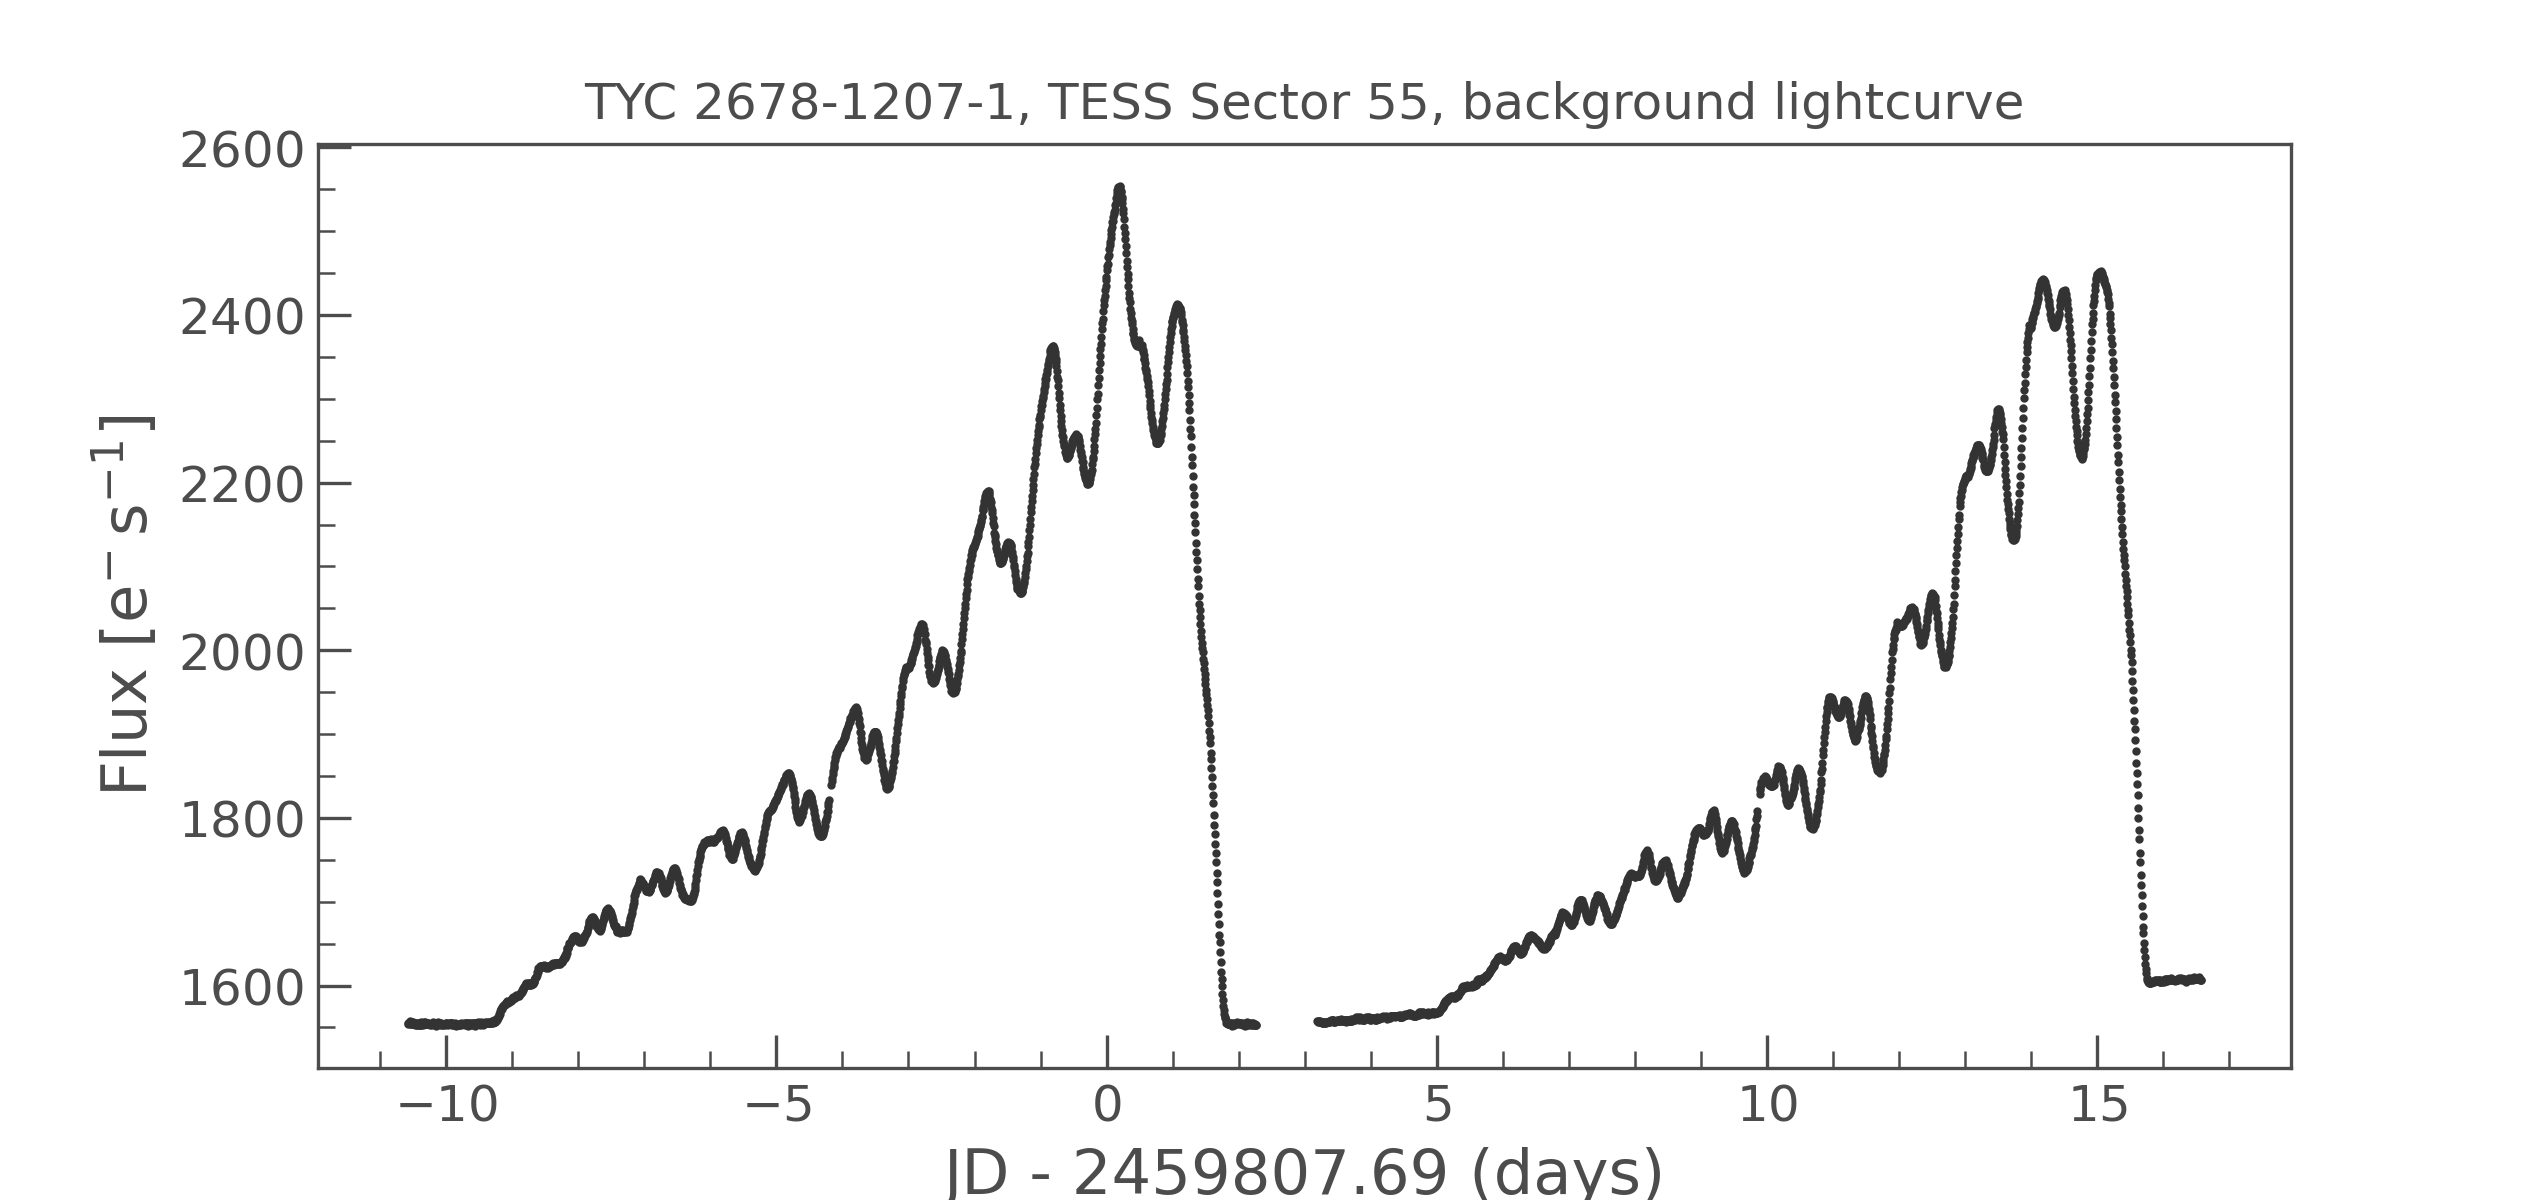 TYC 2678-1207-1, TESS Sector 55, background lightcurve
2600
2400
2200
2000
1800
1600
Flux [e⁻ s⁻¹]
−10 −5 0 5 10 15
JD - 2459807.69 (days)